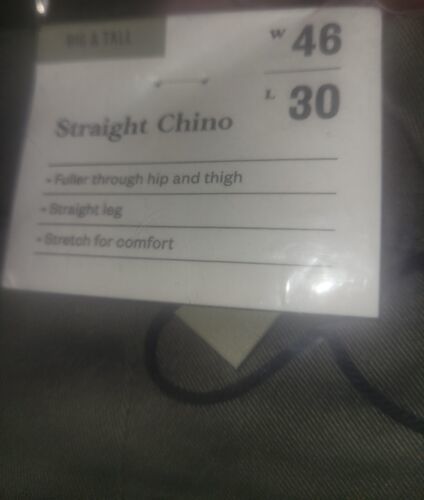 BIG & TALL
W 46
L 30
Straight Chino
- Fuller through hip and thigh
- Straight leg
- Stretch for comfort